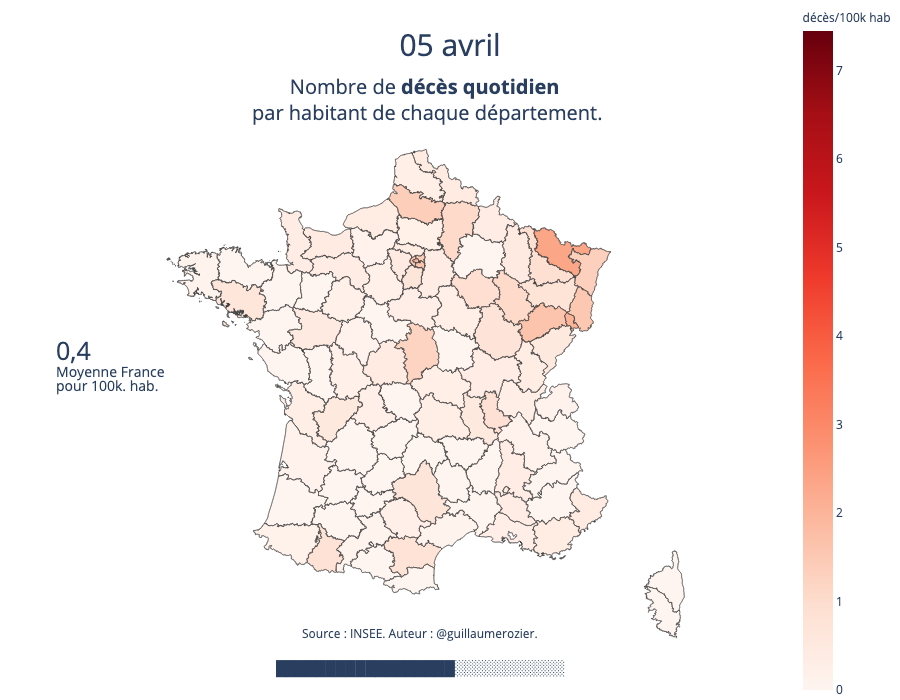 décès/100k hab
05 avril
Nombre de décès quotidien
par habitant de chaque département.
7
6
5
4
3
2
1
0
0,4
Moyenne France
pour 100k. hab.
Source : INSEE. Auteur : @guillaumerozier.